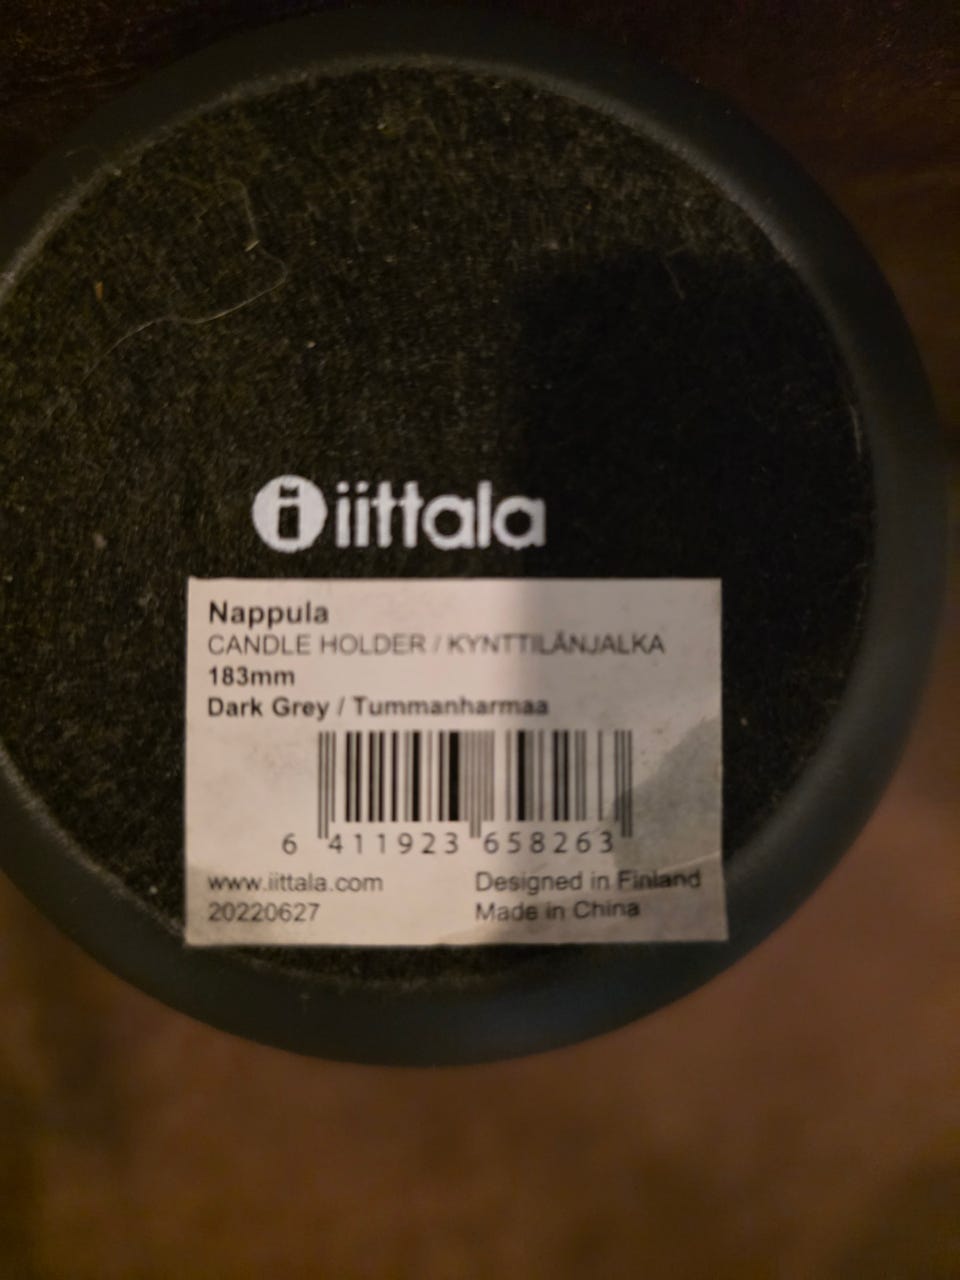 iittala
Nappula
CANDLE HOLDER / KYNTTILÄNJALKA
183mm
Dark Grey / Tummanharmaa
6 411923 658263
www.iittala.com
Designed in Finland
20220627
Made in China